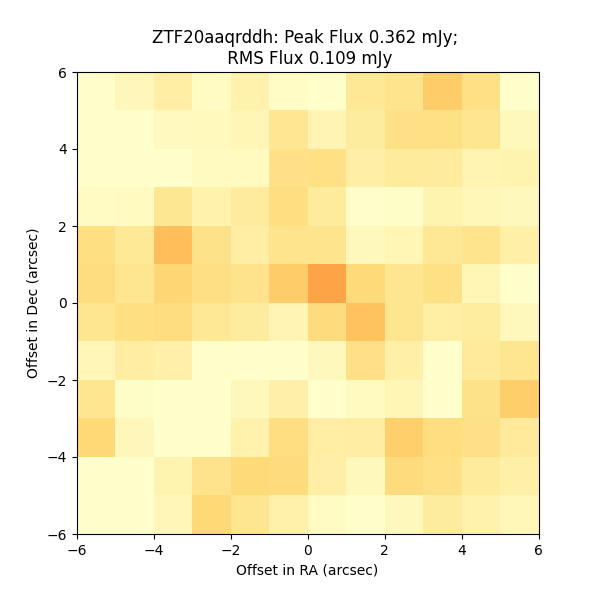 ZTF20aaqrddh: Peak Flux 0.362 mJy;
RMS Flux 0.109 mJy
6
4
2
0
−2
−4
−6
Offset in Dec (arcsec)
−6 −4 −2 0 2 4 6
Offset in RA (arcsec)